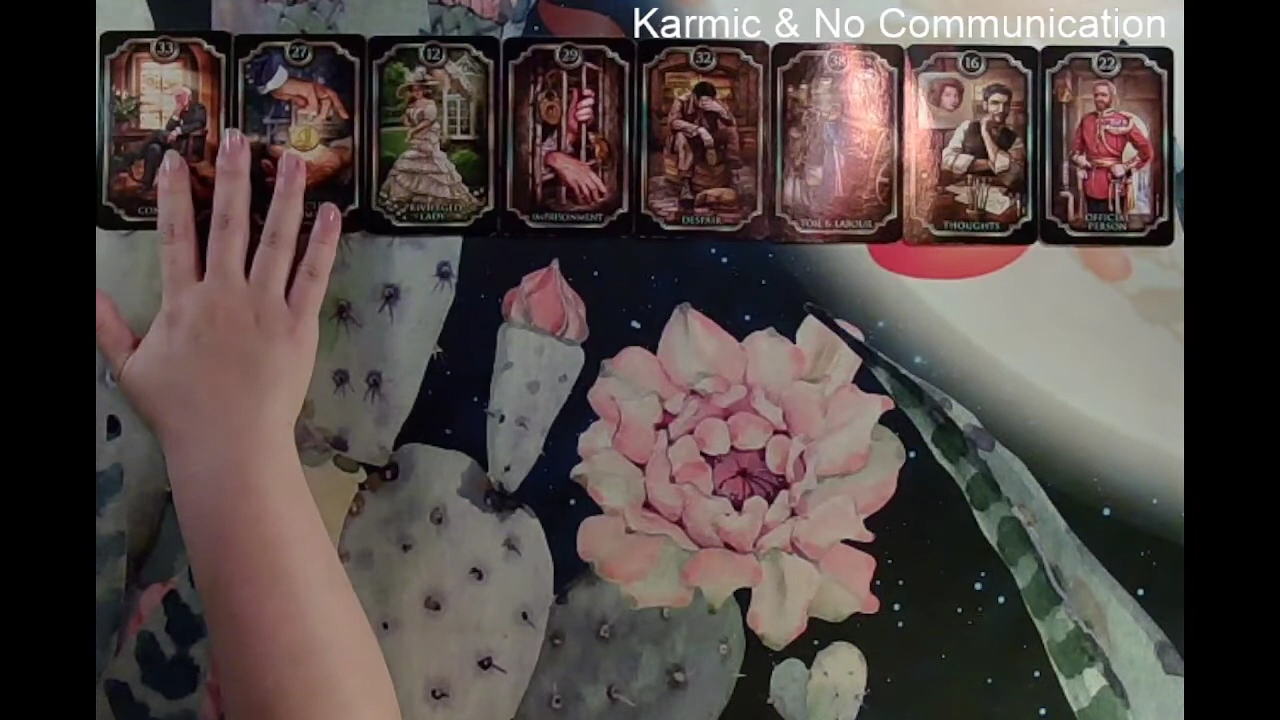 Karmic & No Communication
33
27
12
29
32
38
16
22
CON
PRIVILEGED
LADY
IMPRISONMENT
DESPAIR
TOIL & LABOUR
THOUGHTS
OFFICIAL
PERSON